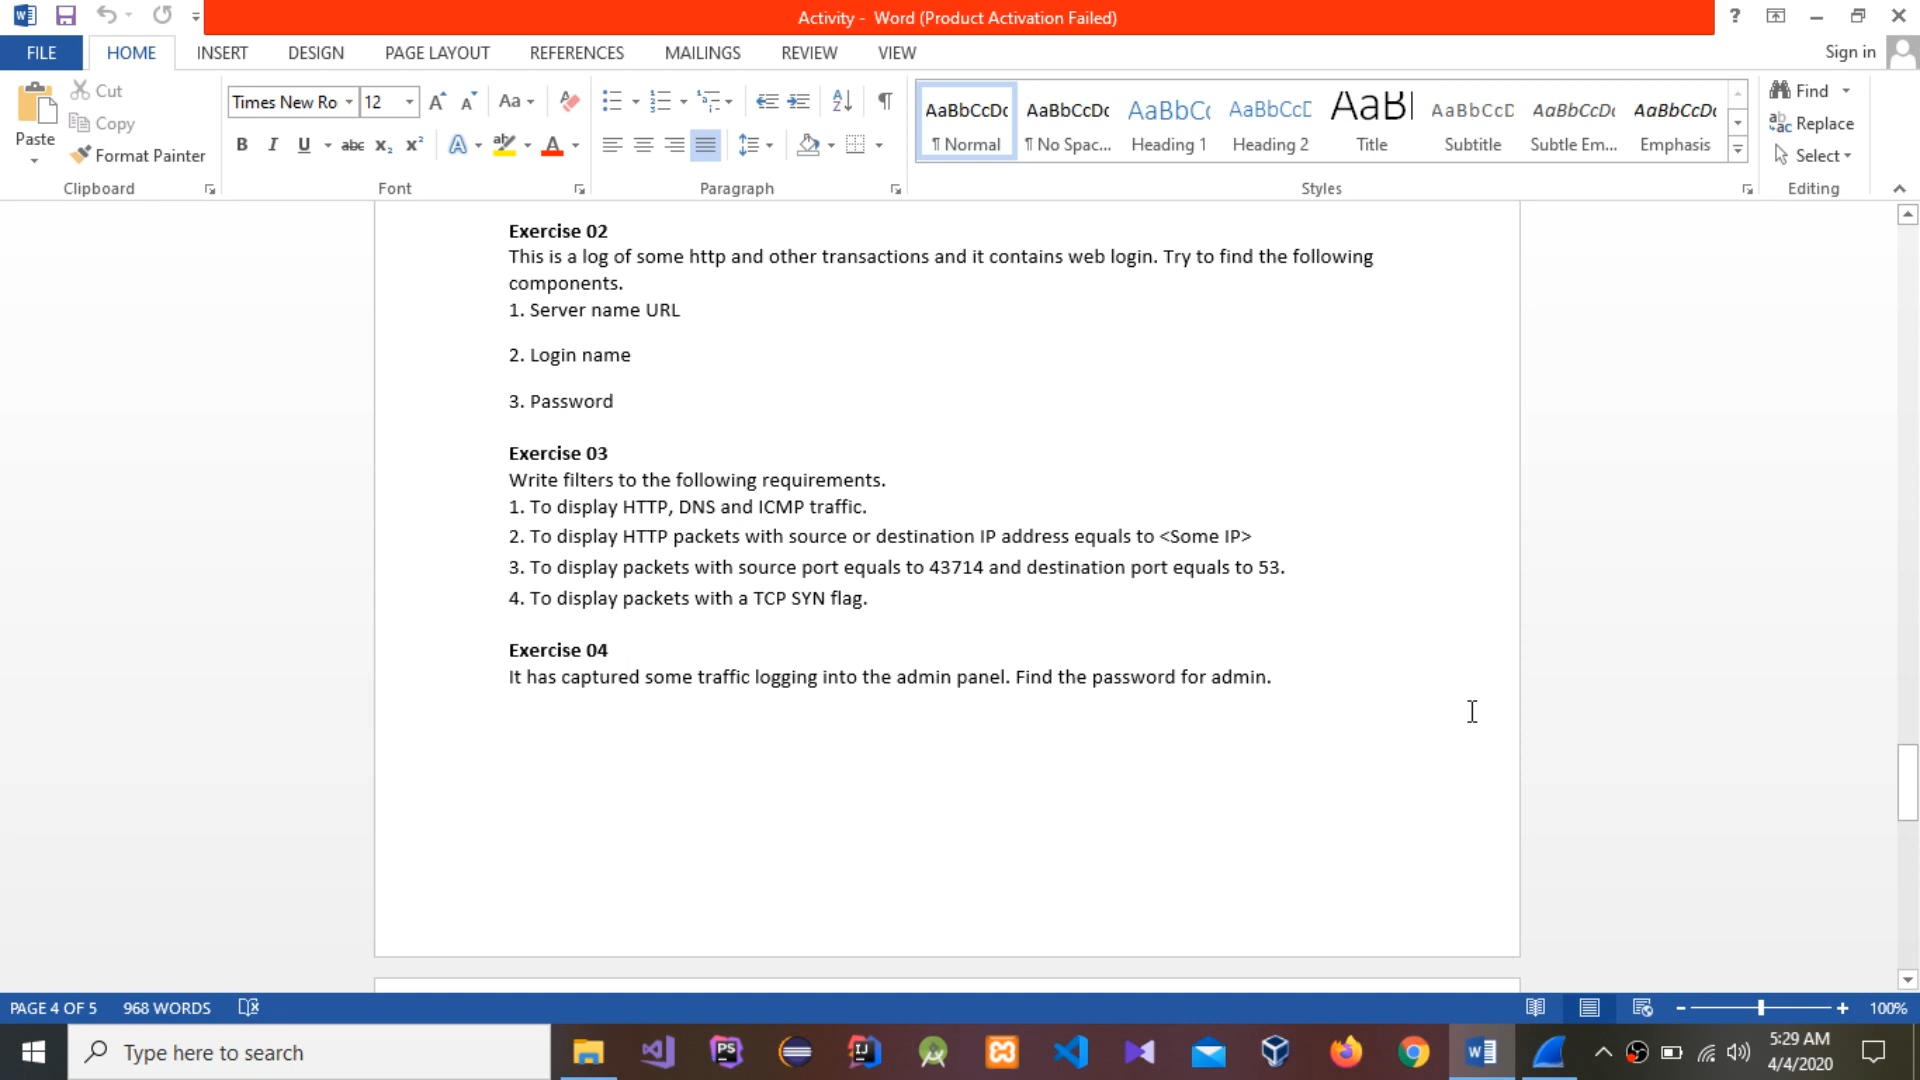 Activity - Word (Product Activation Failed)
FILE HOME INSERT DESIGN PAGE LAYOUT REFERENCES MAILINGS REVIEW VIEW Sign in
Paste
Cut
Copy
Format Painter
Clipboard
Times New Ro 12
Font
Paragraph
AaBbCcDc AaBbCcDc AaBbC AaBbCcD AaB AaBbCcD AaBbCcDc AaBbCcDc
¶ Normal ¶ No Spac... Heading 1 Heading 2 Title Subtitle Subtle Em... Emphasis
Styles
Find
Replace
Select
Editing
Exercise 02
This is a log of some http and other transactions and it contains web login. Try to find the following
components.
1. Server name URL
2. Login name
3. Password
Exercise 03
Write filters to the following requirements.
1. To display HTTP, DNS and ICMP traffic.
2. To display HTTP packets with source or destination IP address equals to <Some IP>
3. To display packets with source port equals to 43714 and destination port equals to 53.
4. To display packets with a TCP SYN flag.
Exercise 04
It has captured some traffic logging into the admin panel. Find the password for admin.
PAGE 4 OF 5 968 WORDS 100%
Type here to search
5:29 AM
4/4/2020